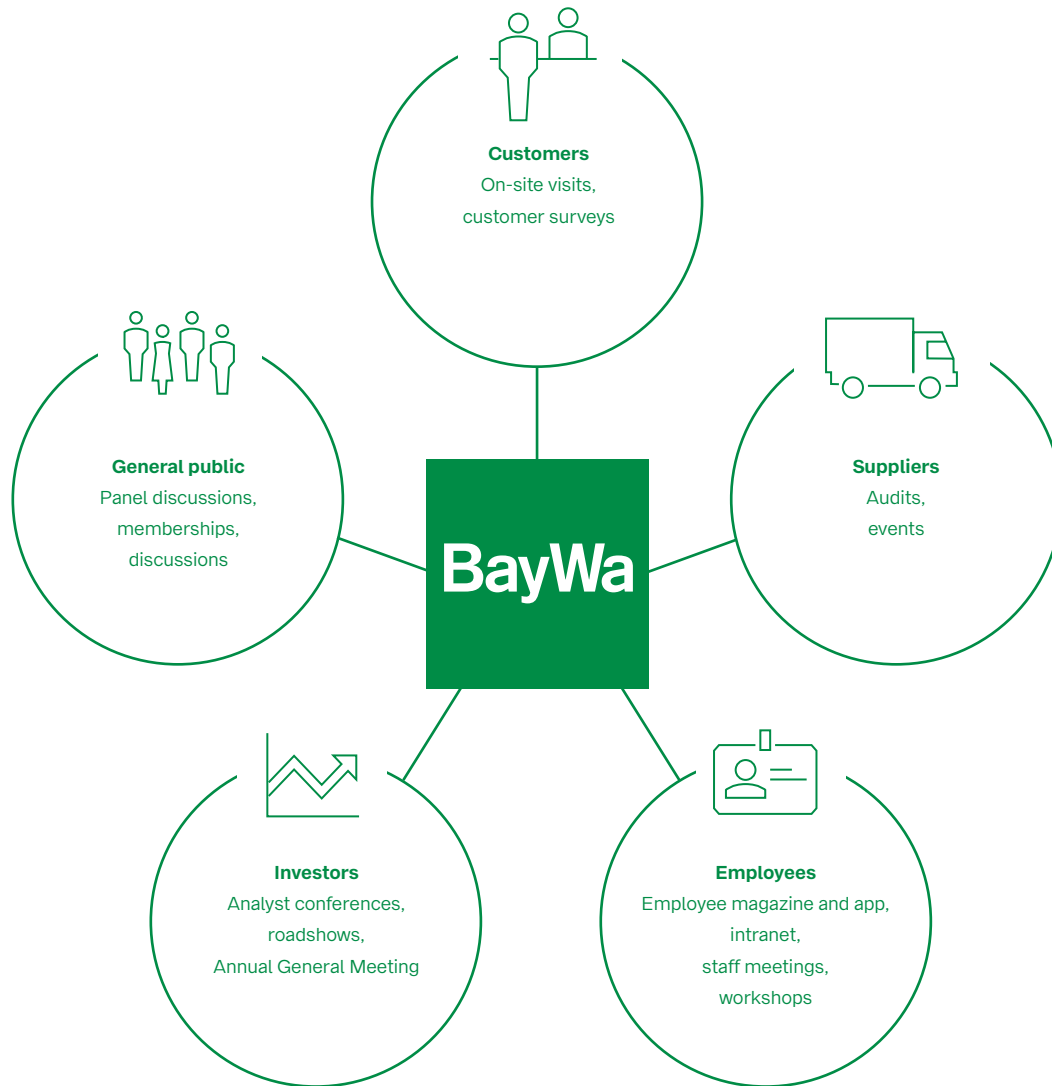 Customers
On-site visits,
customer surveys
General public
Panel discussions,
memberships,
discussions
Suppliers
Audits,
events
BayWa
Investors
Analyst conferences,
roadshows,
Annual General Meeting
Employees
Employee magazine and app,
intranet,
staff meetings,
workshops